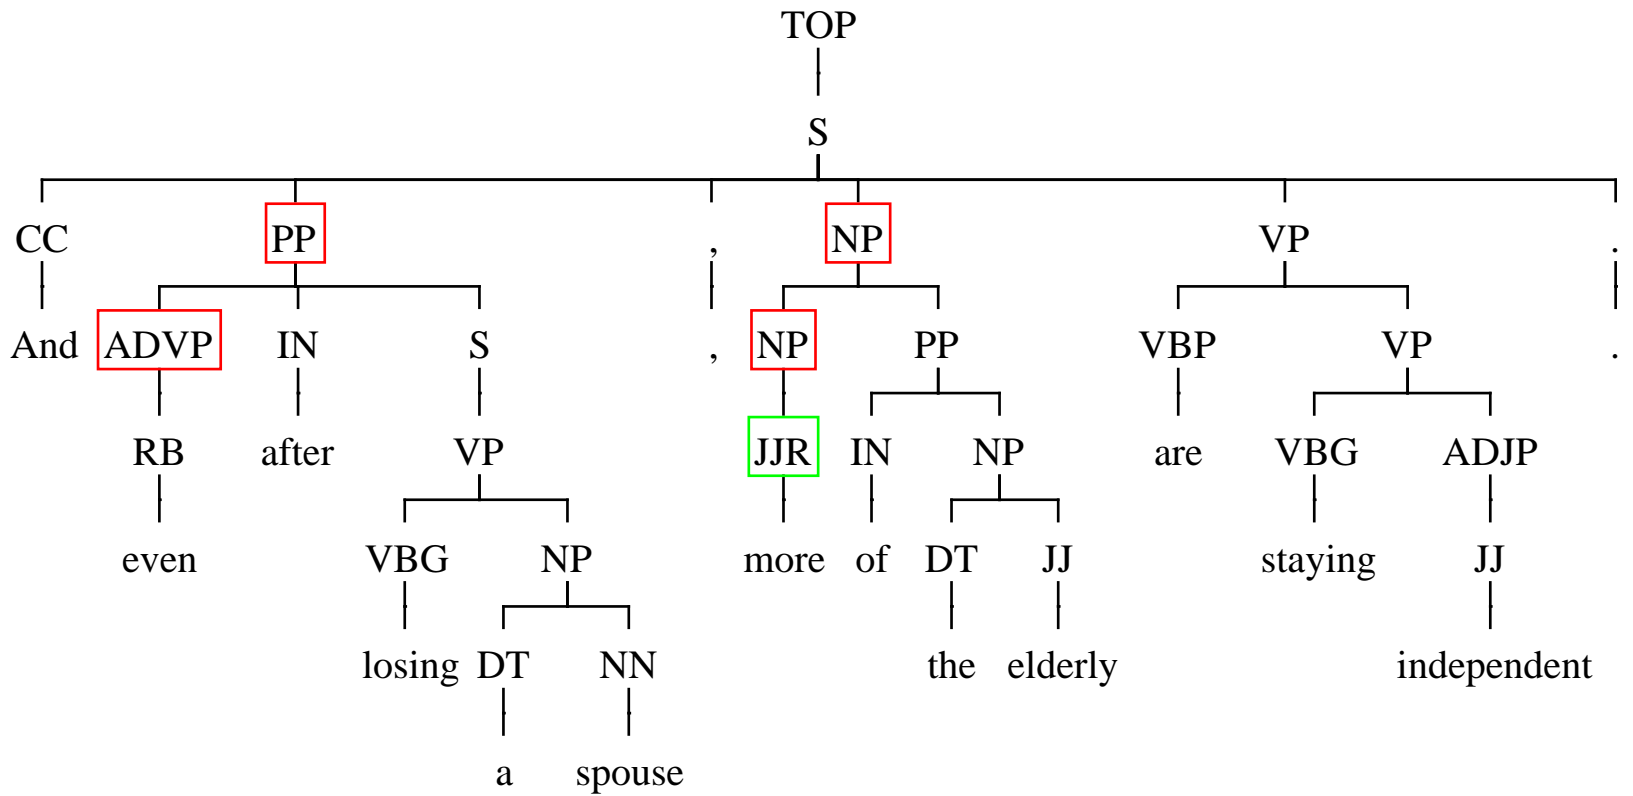 TOP
S
CC PP , NP VP .
And ADVP IN S , NP PP VBP VP .
RB after VP JJR IN NP are VBG ADJP
even VBG NP more of DT JJ staying JJ
losing DT NN the elderly independent
a spouse